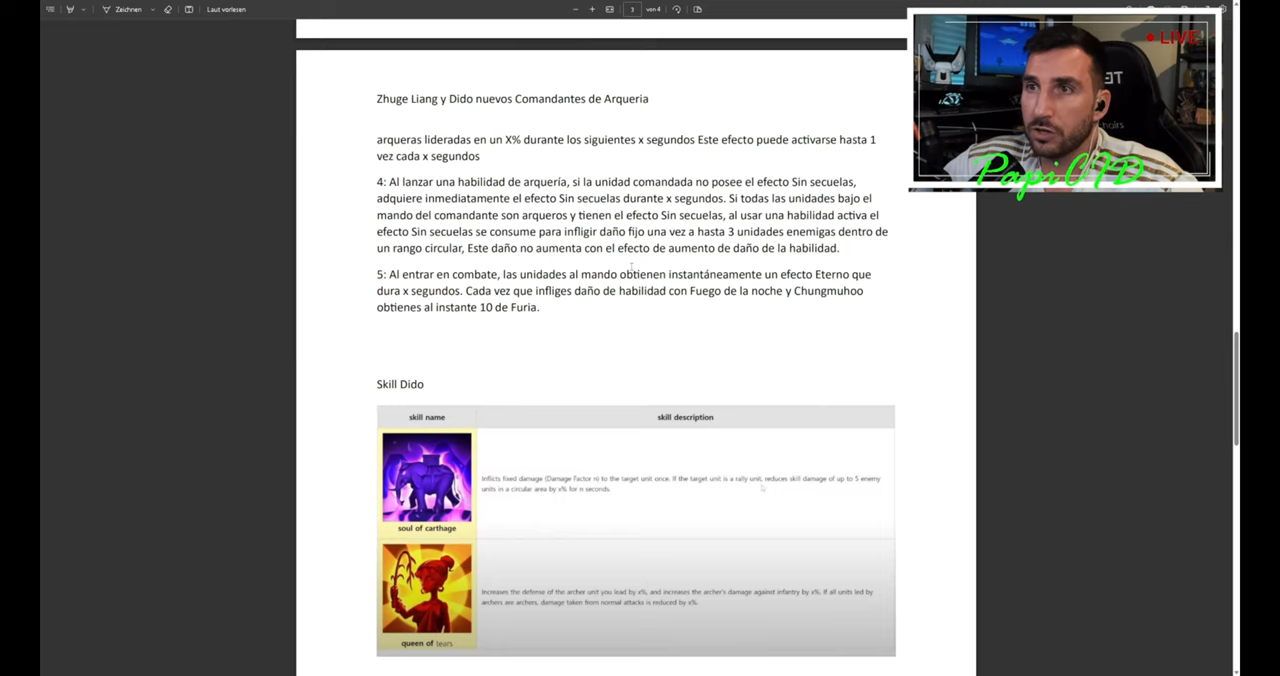 Zeichnen
Laut vorlesen
3
von 4
LIVE
PapiCID
Zhuge Liang y Dido nuevos Comandantes de Arqueria
arqueras lideradas en un X% durante los siguientes x segundos Este efecto puede activarse hasta 1
vez cada x segundos
4: Al lanzar una habilidad de arquería, si la unidad comandada no posee el efecto Sin secuelas,
adquiere inmediatamente el efecto Sin secuelas durante x segundos. Si todas las unidades bajo el
mando del comandante son arqueros y tienen el efecto Sin secuelas, al usar una habilidad activa el
efecto Sin secuelas se consume para infligir daño fijo una vez a hasta 3 unidades enemigas dentro de
un rango circular, Este daño no aumenta con el efecto de aumento de daño de la habilidad.
5: Al entrar en combate, las unidades al mando obtienen instantáneamente un efecto Eterno que
dura x segundos. Cada vez que infliges daño de habilidad con Fuego de la noche y Chungmuhoo
obtienes al instante 10 de Furia.
Skill Dido
skill name
skill description
Inflicts fixed damage (Damage Factor n) to the target unit once. If the target unit is a rally unit, reduces skill damage of up to 5 enemy
units in a circular area by x% for n seconds.
soul of carthage
Increases the defense of the archer unit you lead by x%, and increases the archer's damage against infantry by x%. If all units led by
archers are archers, damage taken from normal attacks is reduced by x%.
queen of tears